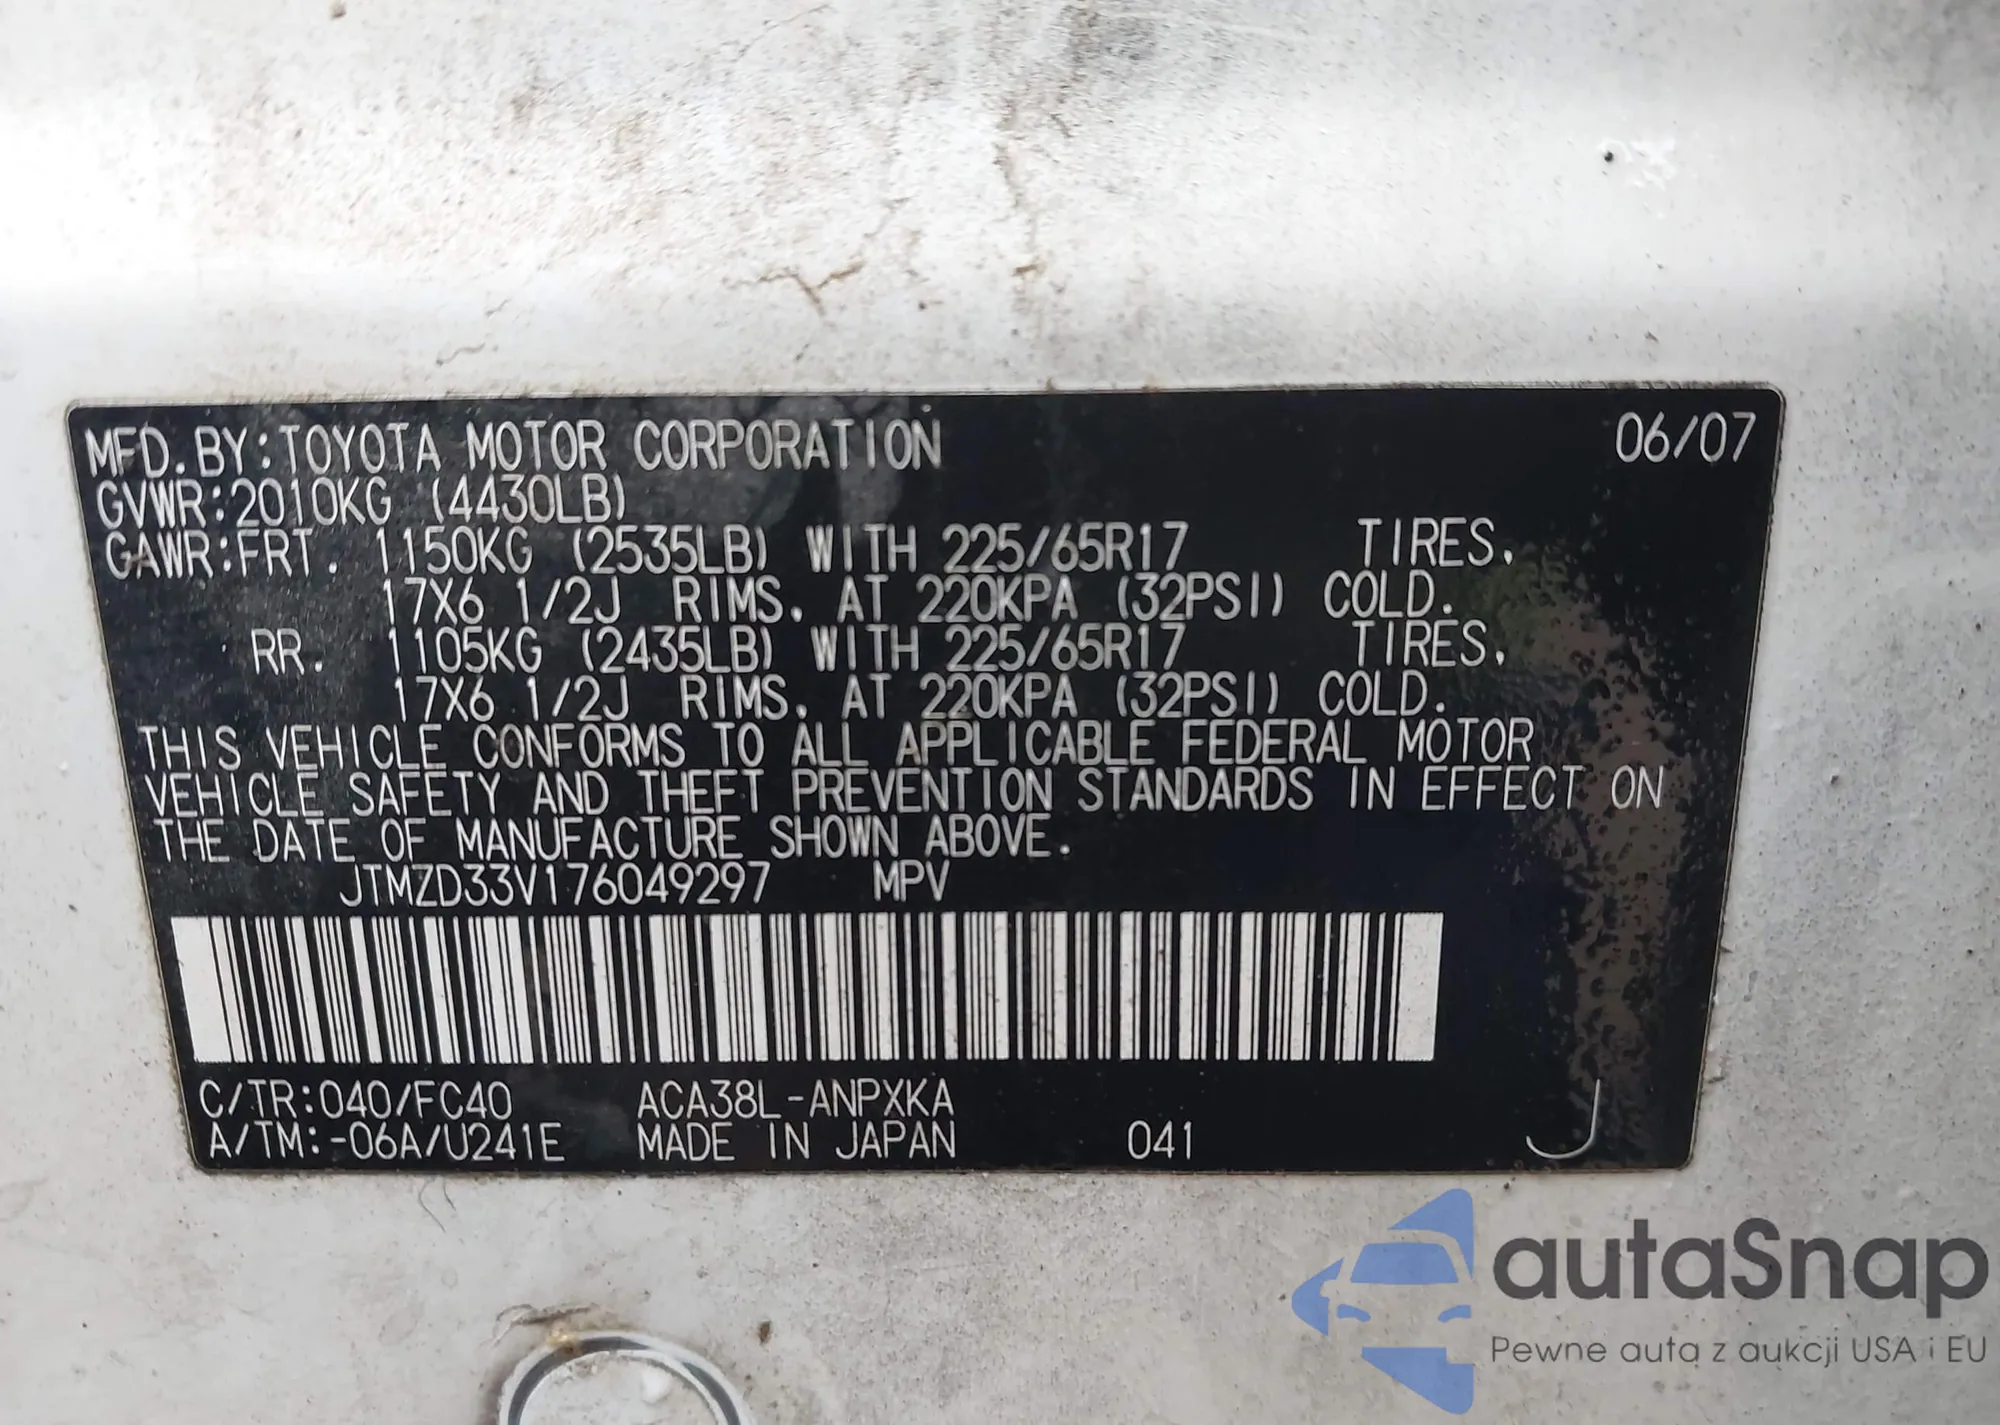 MFD. BY: TOYOTA MOTOR CORPORATION 06/07
GVWR: 2010KG (4430LB)
GAWR: FRT. 1150KG (2535LB) WITH 225/65R17 TIRES,
17X6 1/2J RIMS, AT 220KPA (32PSI) COLD.
RR. 1105KG (2435LB) WITH 225/65R17 TIRES,
17X6 1/2J RIMS, AT 220KPA (32PSI) COLD.
THIS VEHICLE CONFORMS TO ALL APPLICABLE FEDERAL MOTOR
VEHICLE SAFETY AND THEFT PREVENTION STANDARDS IN EFFECT ON
THE DATE OF MANUFACTURE SHOWN ABOVE.
JTMZD33V176049297 MPV
C/TR: 040/FC40 ACA38L-ANPXKA
A/TM: -06A/U241E MADE IN JAPAN 041 J
autaSnap
Pewne auta z aukcji USA i EU